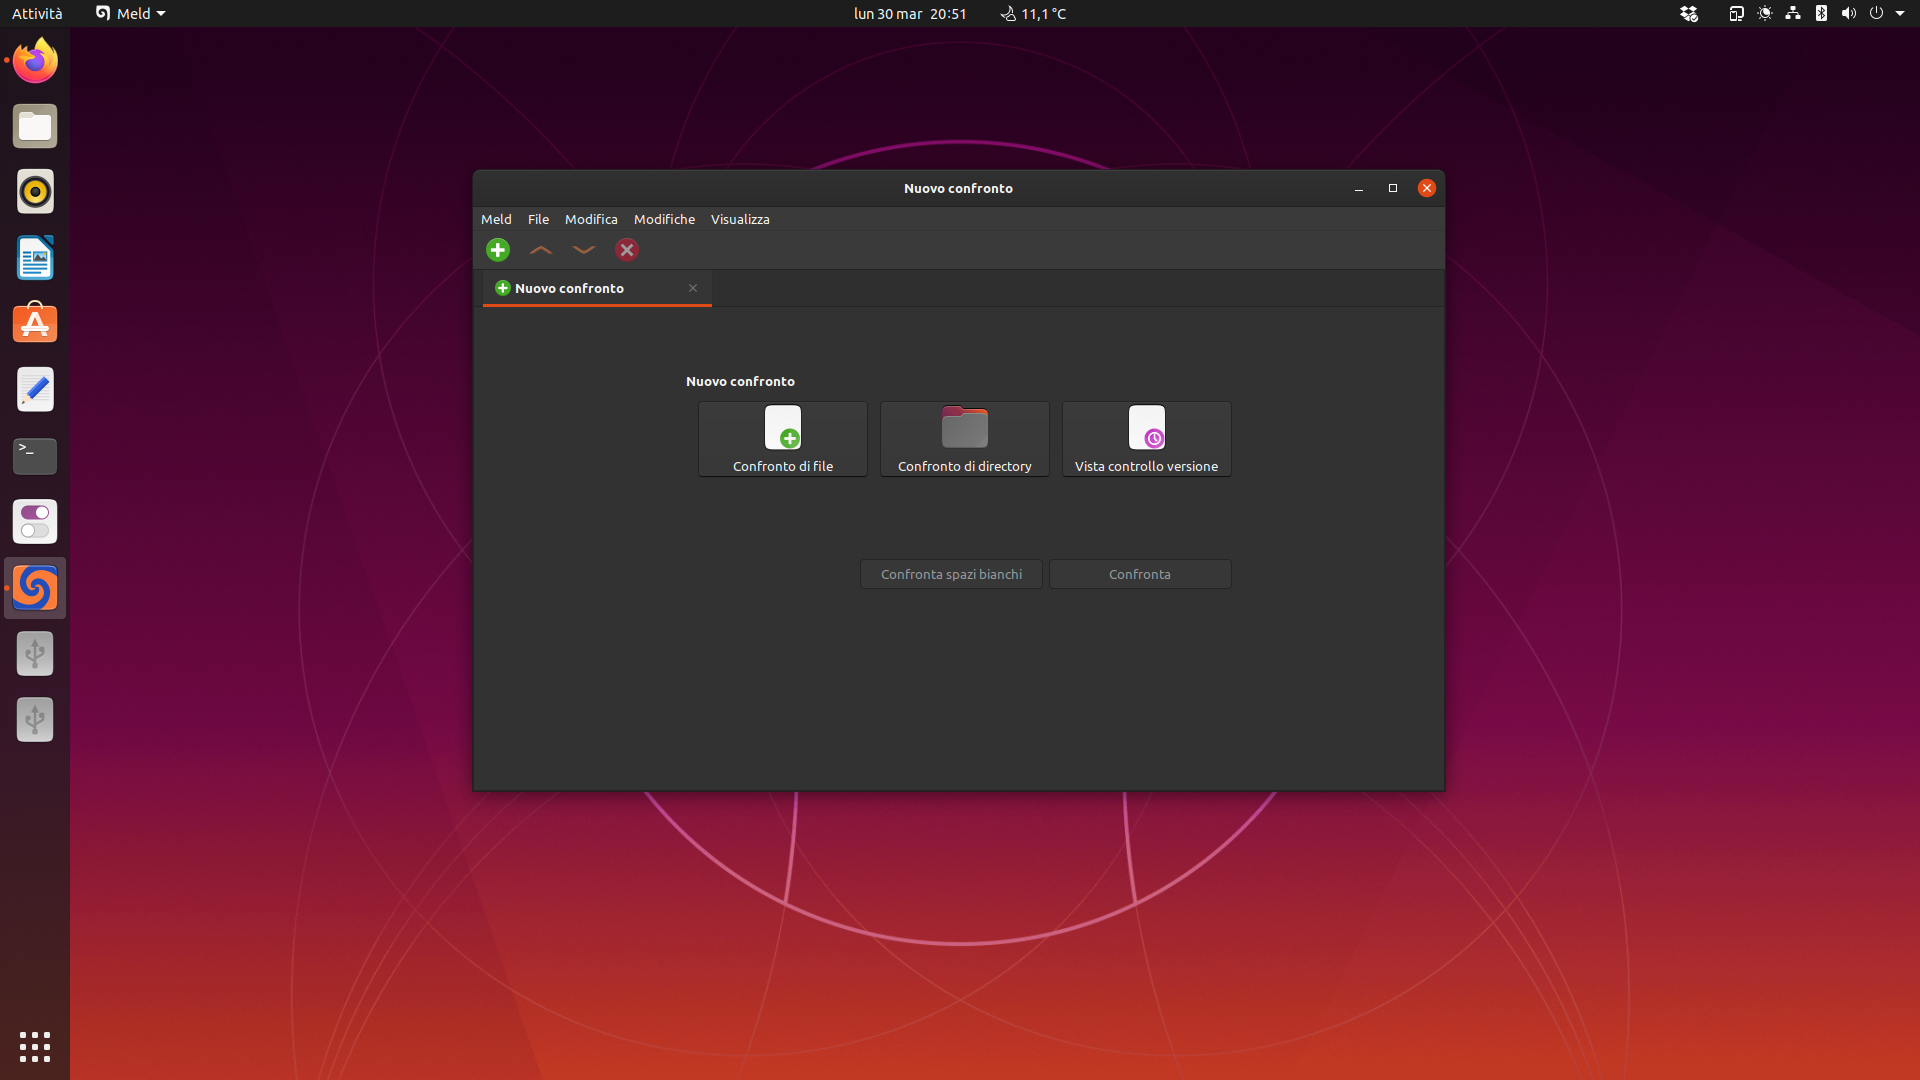 Attività Meld lun 30 mar 20:51 11,1 °C
Nuovo confronto
Meld File Modifica Modifiche Visualizza
Nuovo confronto
Nuovo confronto
Confronto di file Confronto di directory Vista controllo versione
Confronta spazi bianchi Confronta
>_